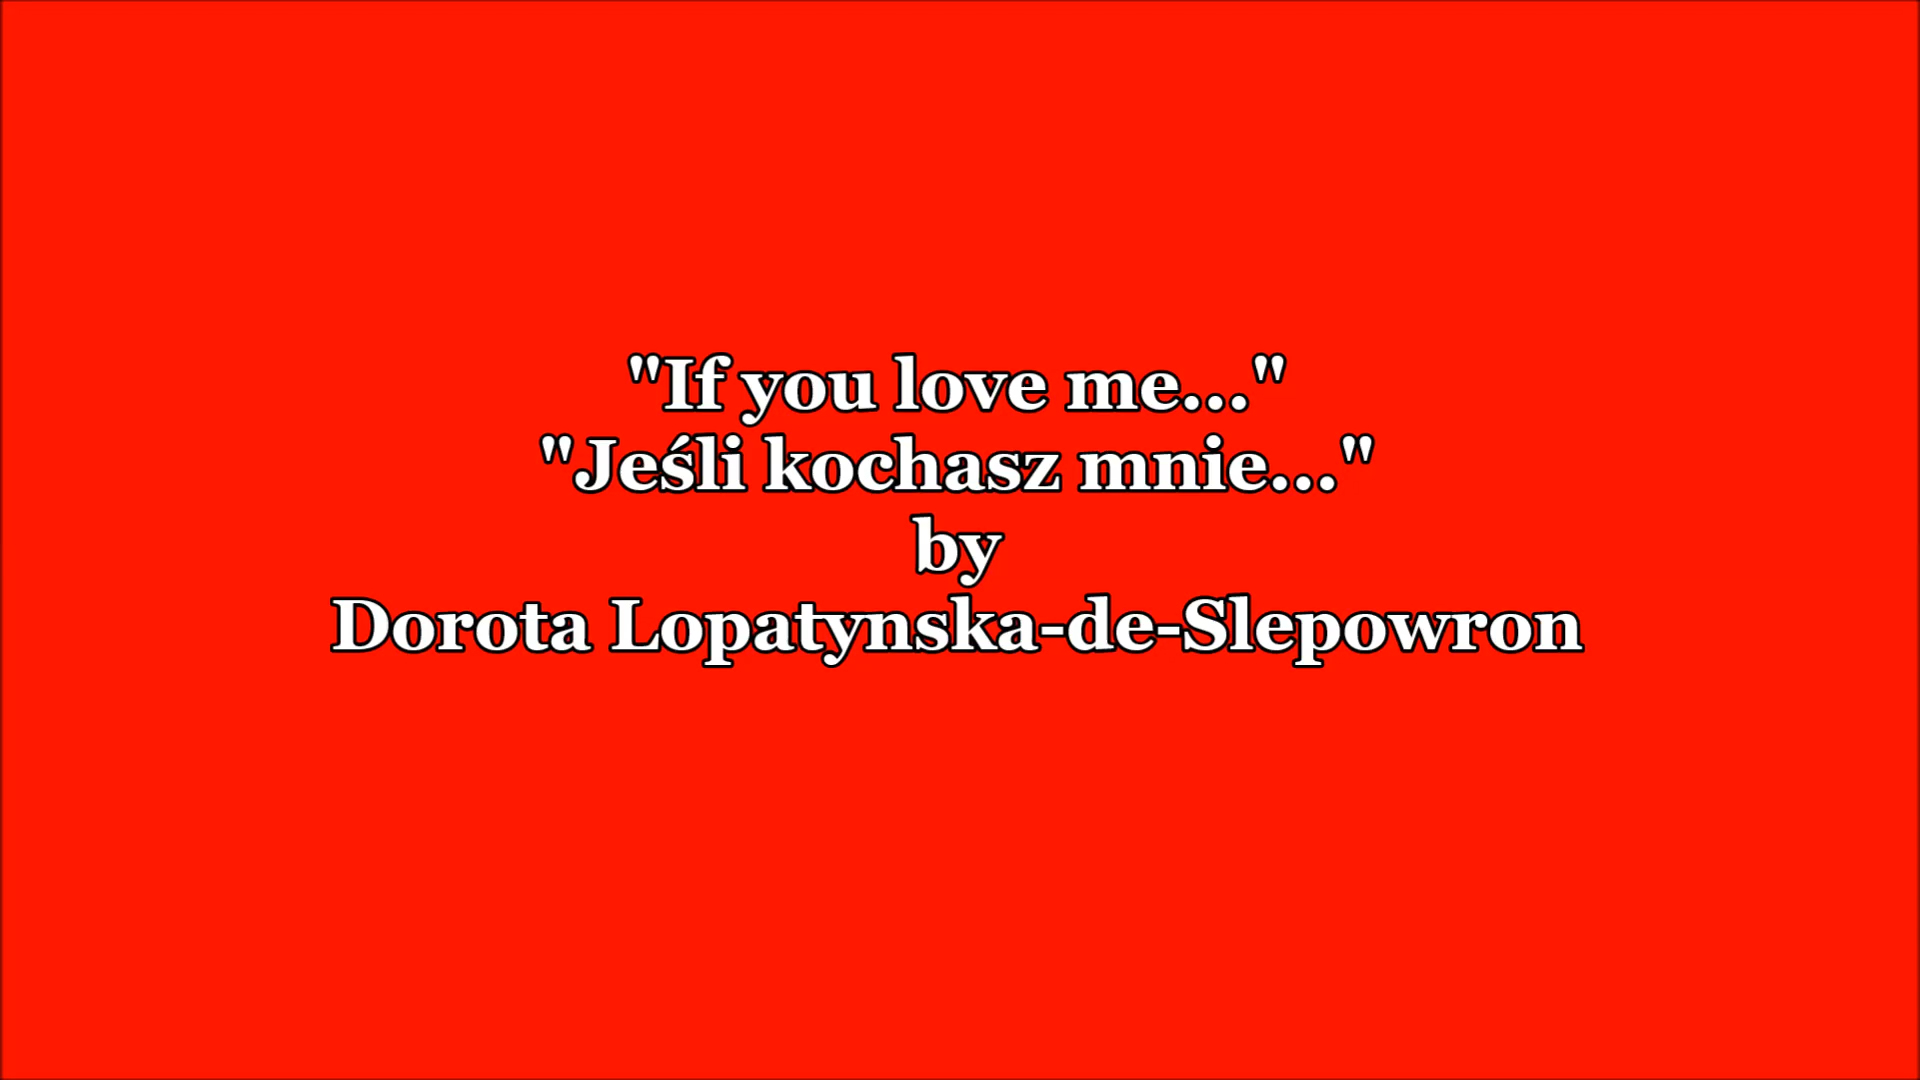 "If you love me..."
"Jeśli kochasz mnie..."
by
Dorota Lopatynska-de-Slepowron